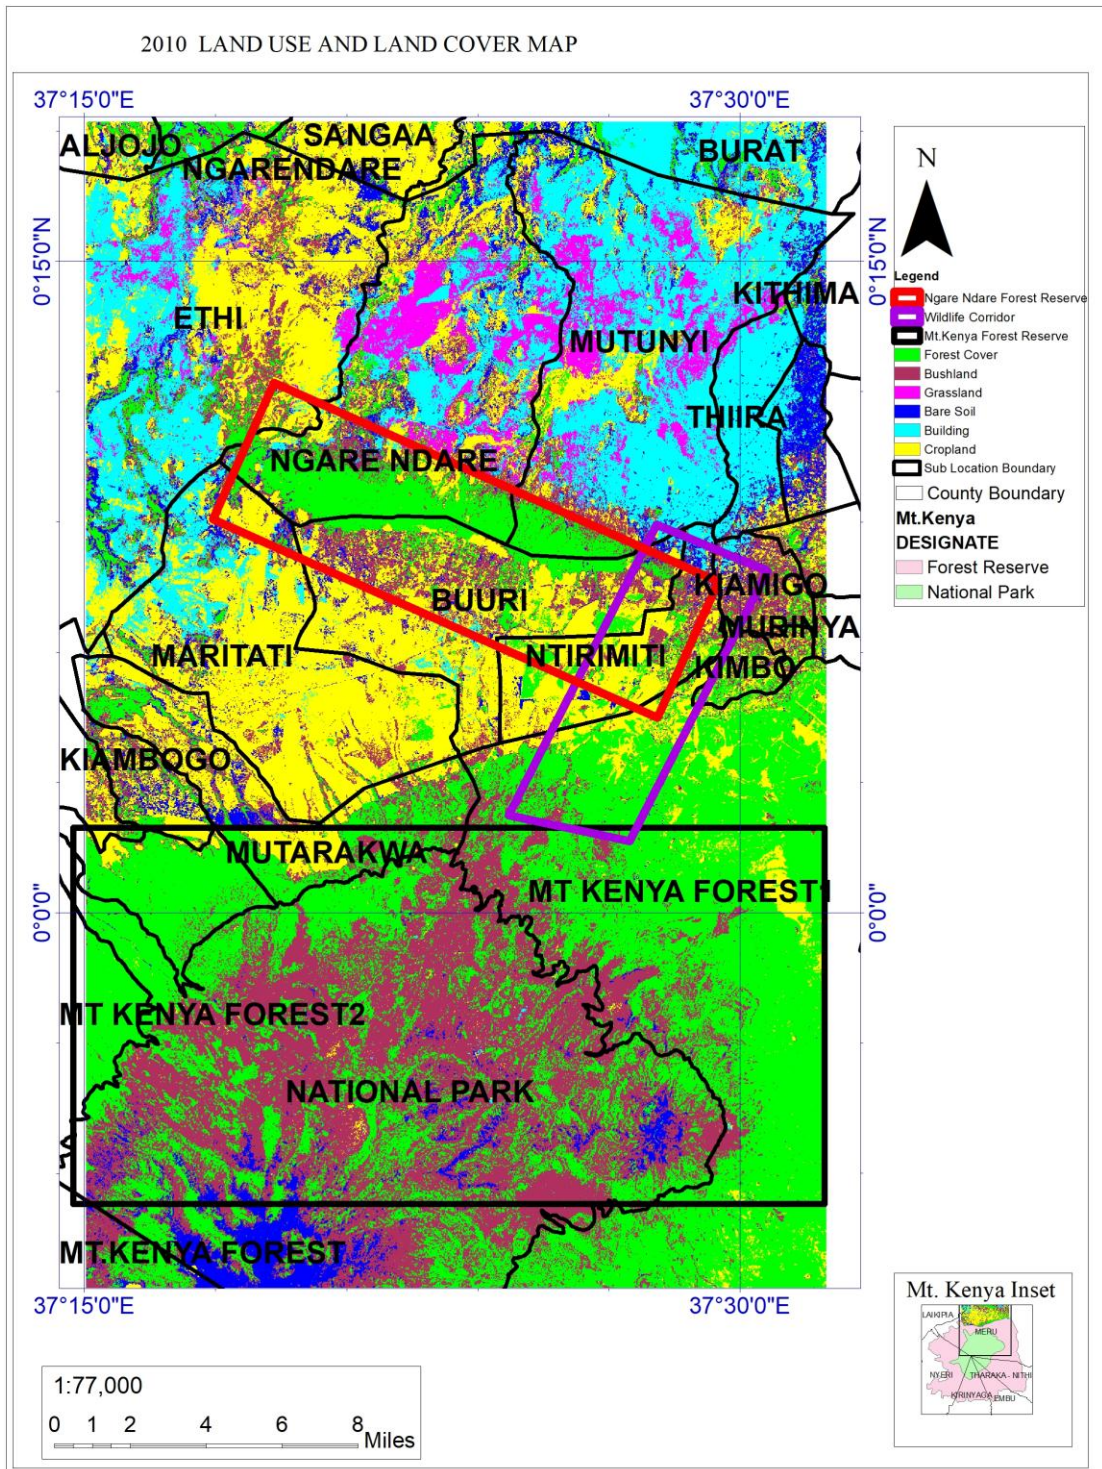 2010 LAND USE AND LAND COVER MAP
37°15'0"E
37°30'0"E
ALJOJO
SANGAA
NGARENDARE
BURAT
0°15'0"N
0°15'0"N
ETHI
KITHIMA
MUTUNYI
THIIRA
NGARE NDARE
BUURI
KIAMIGO
MURINYA
MARITATI
NTIRIMITI
KIMBO
KIAMBOGO
MUTARAKWA
MT KENYA FOREST1
0°0'0"
0°0'0"
MT KENYA FOREST2
NATIONAL PARK
MT.KENYA FOREST
37°15'0"E
37°30'0"E
N
Legend
Ngare Ndare Forest Reserve
Wildlife Corridor
Mt.Kenya Forest Reserve
Forest Cover
Bushland
Grassland
Bare Soil
Building
Cropland
Sub Location Boundary
County Boundary
Mt.Kenya
DESIGNATE
Forest Reserve
National Park
Mt. Kenya Inset
LAIKIPIA
MERU
NYERI
THARAKA - NITHI
KIRINYAGA
EMBU
1:77,000
0 1 2 4 6 8
Miles